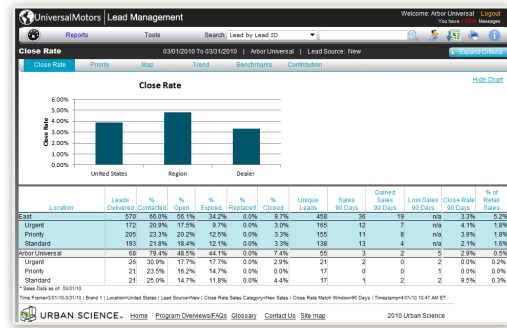 UniversalMotors Lead Management
Welcome: Arbor Universal Logout
You have Messages
Reports Tools Search Lead by Lead ID
Close Rate 03/01/2010 To 03/31/2010 | Arbor Universal | Lead Source: New Expand Criteria
Close Rate Priority Map Trend Benchmarks Contribution
Hide Chart
Close Rate
6.00%
5.00%
4.00%
3.00%
2.00%
1.00%
0.00%
Close Rate
United States Region Dealer
Location Leads Delivered % Contacted % Open % Expired % Replaced % Closed Unique Leads Sales 90 Days Gained Sales 90 Days Lost Sales 90 Days Close Rate 90 Days % of Retail Sales
East 570 66.0% 56.1% 34.2% 0.0% 9.7% 458 36 19 n/a 3.3% 5.2%
Urgent 172 20.9% 17.5% 9.7% 0.0% 3.0% 165 12 7 n/a 4.1% 1.8%
Priority 205 23.3% 20.2% 12.5% 0.0% 3.3% 155 11 8 n/a 3.9% 1.8%
Standard 193 21.8% 18.4% 12.1% 0.0% 3.3% 138 13 4 n/a 2.1% 1.6%
Arbor Universal 68 79.4% 48.5% 44.1% 0.0% 7.4% 55 3 2 5 2.9% 0.5%
Urgent 26 30.9% 17.7% 17.7% 0.0% 2.9% 21 2 0 0 0.0% 0.2%
Priority 21 23.5% 16.2% 14.7% 0.0% 0.0% 17 0 0 1 0.0% 0.0%
Standard 21 25.0% 14.7% 11.8% 0.0% 4.4% 17 1 2 2 9.5% 0.3%
* Sales Data as of: 03/01/10
Time Frame=3/01/10-3/31/10 | Brand 1 | Location=United States | Lead Source=New | Close Rate Sales Category=New Sales | Close Rate Match Window=90 Days | Timestamp=4/01/10 10:47 AM ET
URBAN SCIENCE Home Program Overviews/FAQs Glossary Contact Us Site map 2010 Urban Science